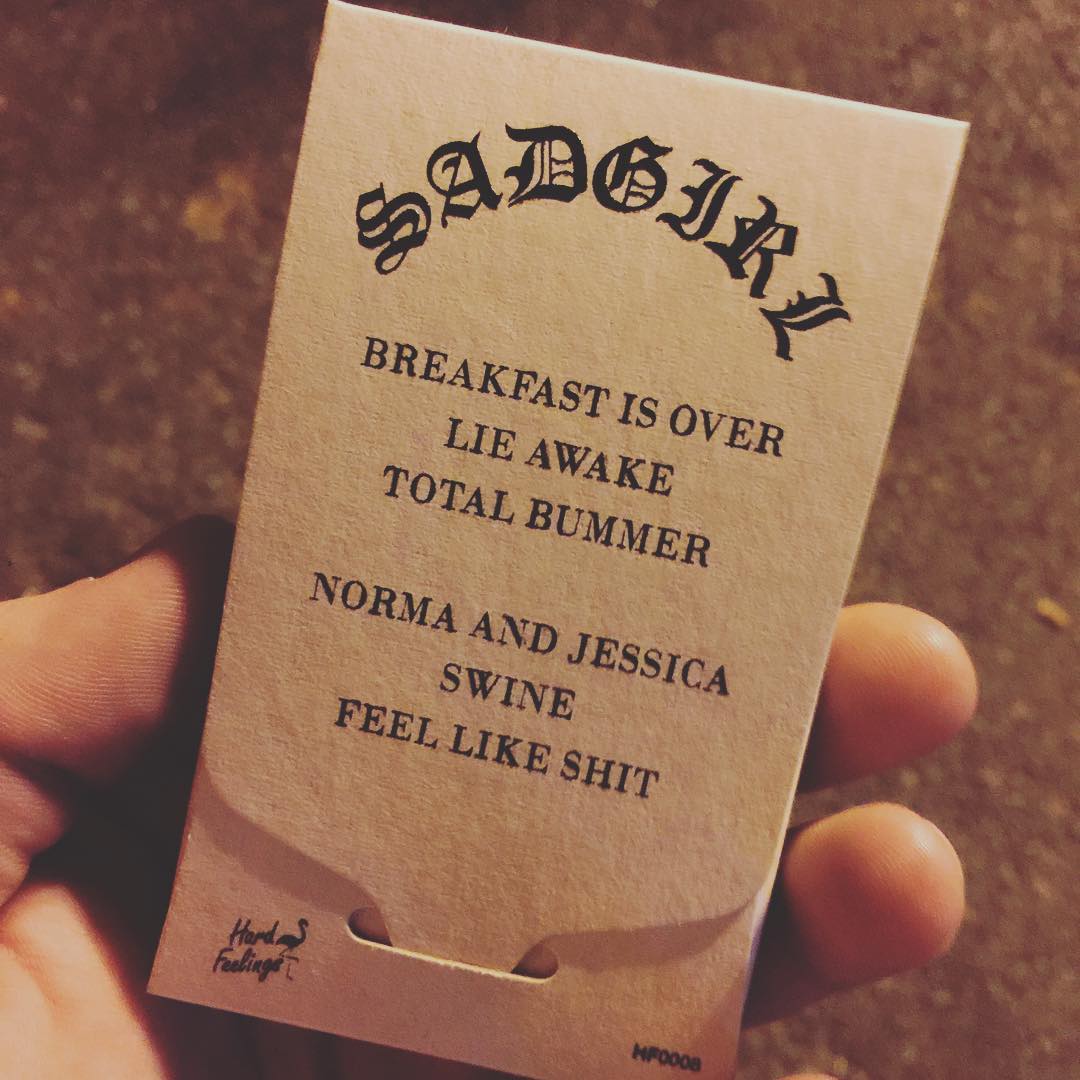 SADGIRL
BREAKFAST IS OVER
LIE AWAKE
TOTAL BUMMER
NORMA AND JESSICA
SWINE
FEEL LIKE SHIT
Hard
Feelings
HF0008